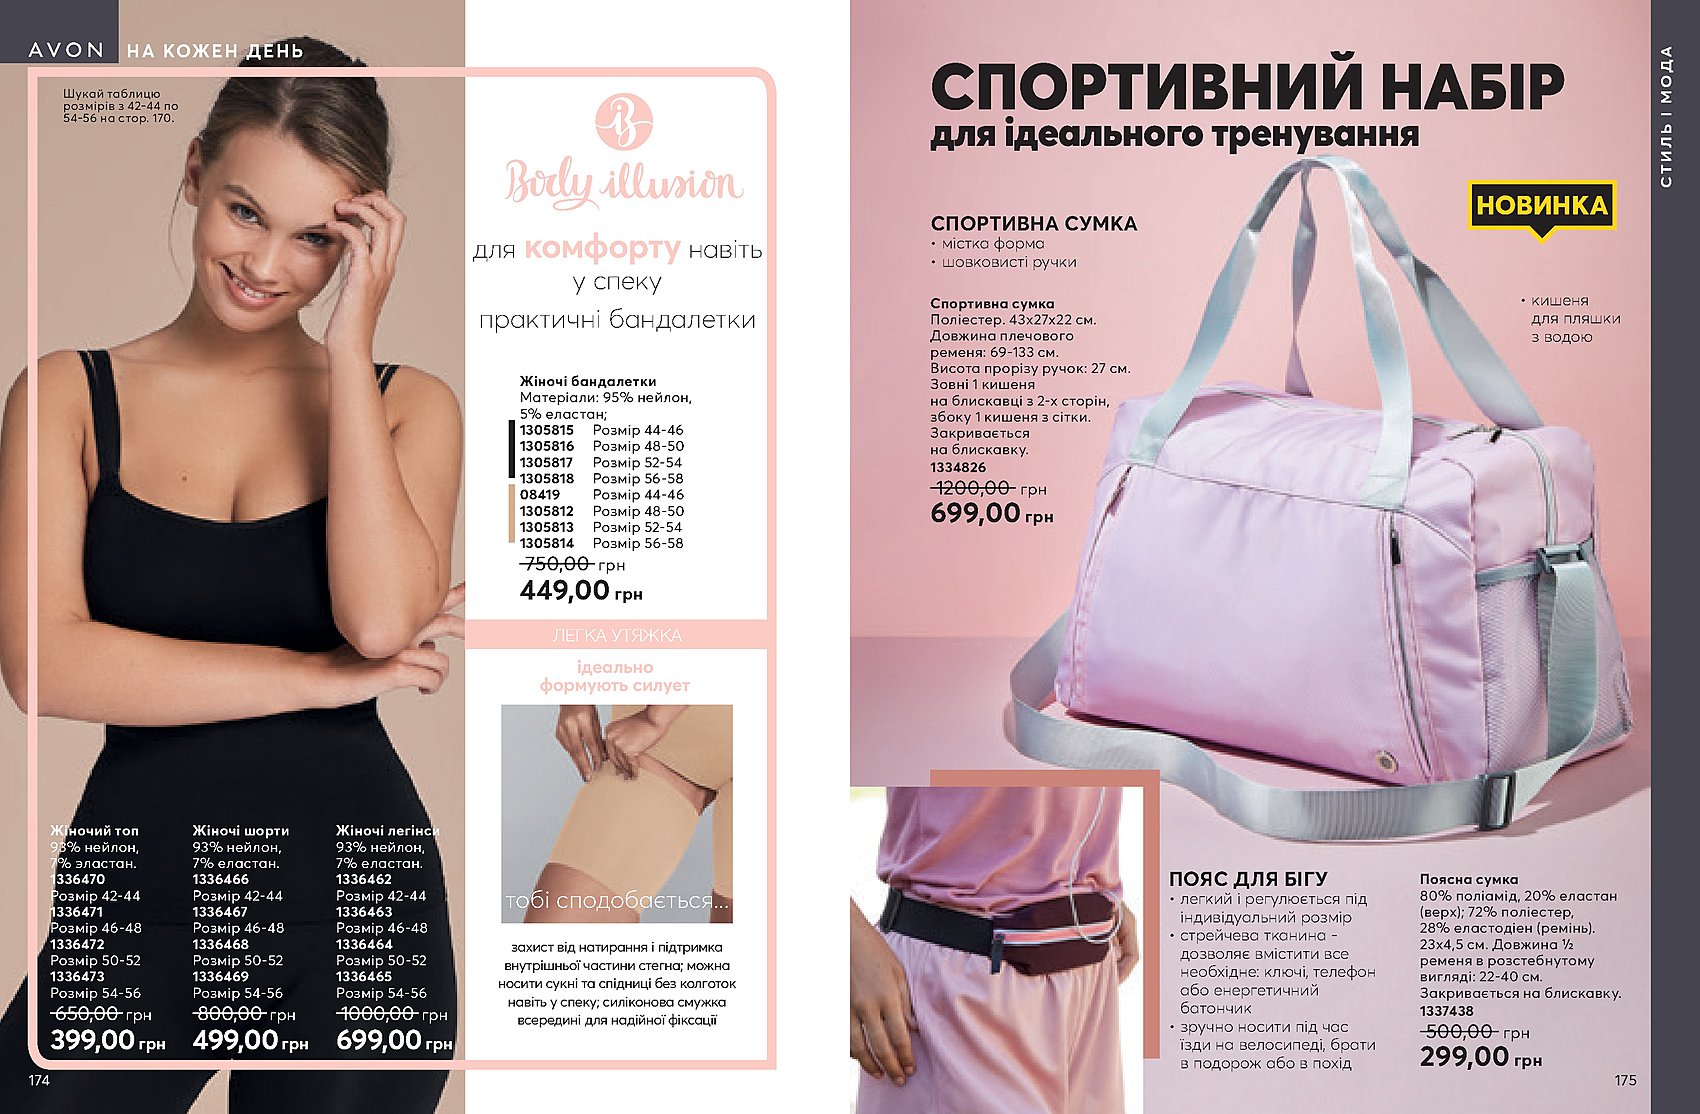 AVON НА КОЖЕН ДЕНЬ
Шукай таблицю
розмірів з 42-44 по
54-56 на стор. 170.
Body illusion
для комфорту навіть
у спеку
практичні бандалетки
Жіночі бандалетки
Матеріали: 95% нейлон,
5% еластан;
1305815 Розмір 44-46
1305816 Розмір 48-50
1305817 Розмір 52-54
1305818 Розмір 56-58
08419 Розмір 44-46
1305812 Розмір 48-50
1305813 Розмір 52-54
1305814 Розмір 56-58
750,00 грн
449,00 грн
ЛЕГКА УТЯЖКА
ідеально
формують силует
тобі сподобається...
захист від натирання і підтримка
внутрішньої частини стегна; можна
носити сукні та спідниці без колготок
навіть у спеку; силіконова смужка
всередині для надійної фіксації
Жіночий топ
93% нейлон,
7% эластан.
1336470
Розмір 42-44
1336471
Розмір 46-48
1336472
Розмір 50-52
1336473
Розмір 54-56
650,00 грн
399,00 грн
Жіночі шорти
93% нейлон,
7% еластан.
1336466
Розмір 42-44
1336467
Розмір 46-48
1336468
Розмір 50-52
1336469
Розмір 54-56
800,00 грн
499,00 грн
Жіночі легінси
93% нейлон,
7% еластан.
1336462
Розмір 42-44
1336463
Розмір 46-48
1336464
Розмір 50-52
1336465
Розмір 54-56
1000,00 грн
699,00 грн
174
СПОРТИВНИЙ НАБІР
для ідеального тренування
СТИЛЬ І МОДА
НОВИНКА
СПОРТИВНА СУМКА
• містка форма
• шовковисті ручки
Спортивна сумка
Поліестер. 43х27х22 см.
Довжина плечового
ременя: 69-133 см.
Висота прорізу ручок: 27 см.
Зовні 1 кишеня
на блискавці з 2-х сторін,
збоку 1 кишеня з сітки.
Закривається
на блискавку.
1334826
1200,00 грн
699,00 грн
• кишеня
для пляшки
з водою
ПОЯС ДЛЯ БІГУ
• легкий і регулюється під
індивідуальний розмір
• стрейчева тканина -
дозволяє вмістити все
необхідне: ключі, телефон
або енергетичний
батончик
• зручно носити під час
їзди на велосипеді, брати
в подорож або в похід
Поясна сумка
80% поліамід, 20% еластан
(верх); 72% поліестер,
28% еластодіен (ремінь).
23х4,5 см. Довжина ½
ременя в розстебнутому
вигляді: 22-40 см.
Закривається на блискавку.
1337438
500,00 грн
299,00 грн
175